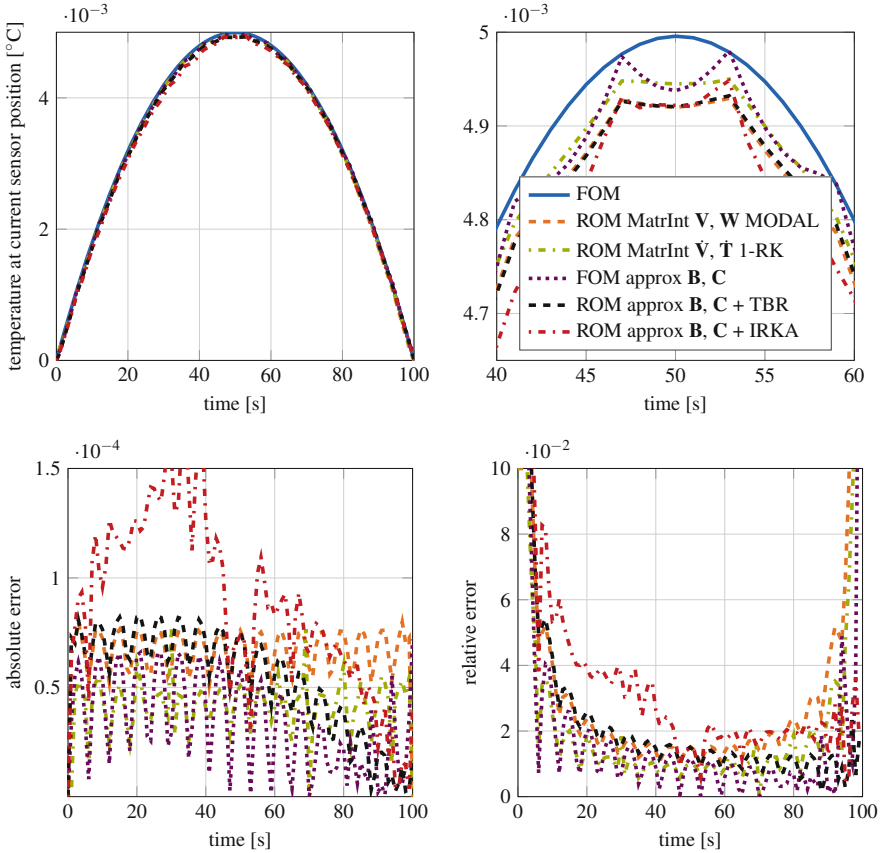 ·10⁻³
temperature at current sensor position [°C]
4
2
0
0 20 40 60 80 100
time [s]
·10⁻³
5
4.9
4.8
4.7
40 45 50 55 60
time [s]
FOM
ROM MatrInt V, W MODAL
ROM MatrInt V̇, Ṫ 1-RK
FOM approx B, C
ROM approx B, C + TBR
ROM approx B, C + IRKA
·10⁻⁴
absolute error
1.5
1
0.5
0
0 20 40 60 80 100
time [s]
·10⁻²
relative error
10
8
6
4
2
0
0 20 40 60 80 100
time [s]